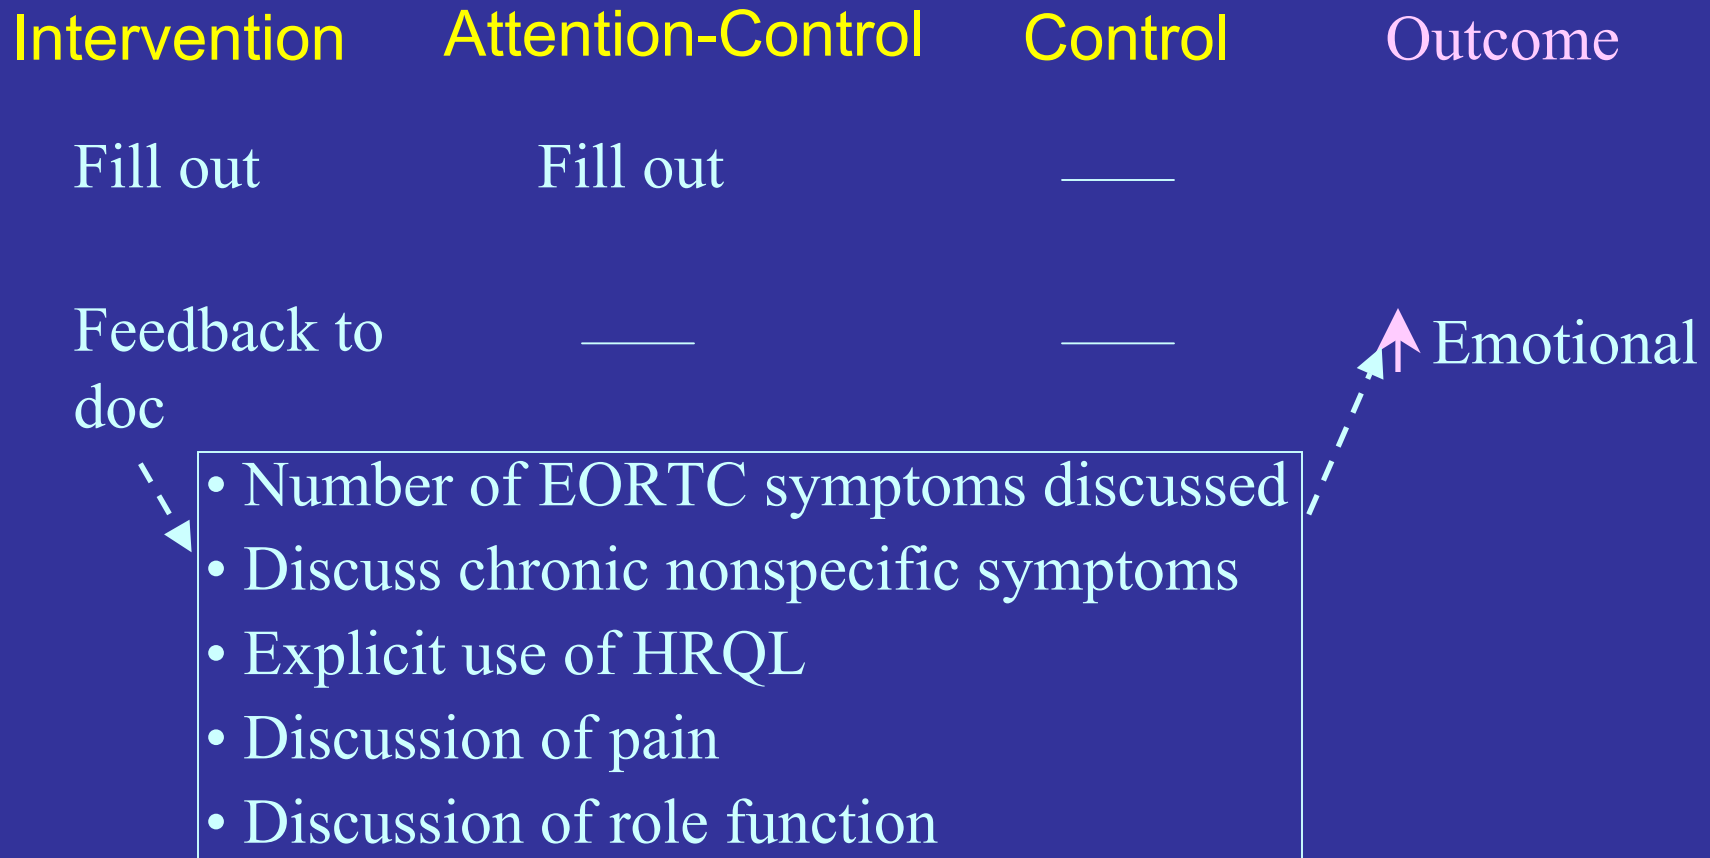 Intervention Attention-Control Control Outcome
Fill out Fill out
Feedback to
doc
Emotional
• Number of EORTC symptoms discussed
• Discuss chronic nonspecific symptoms
• Explicit use of HRQL
• Discussion of pain
• Discussion of role function